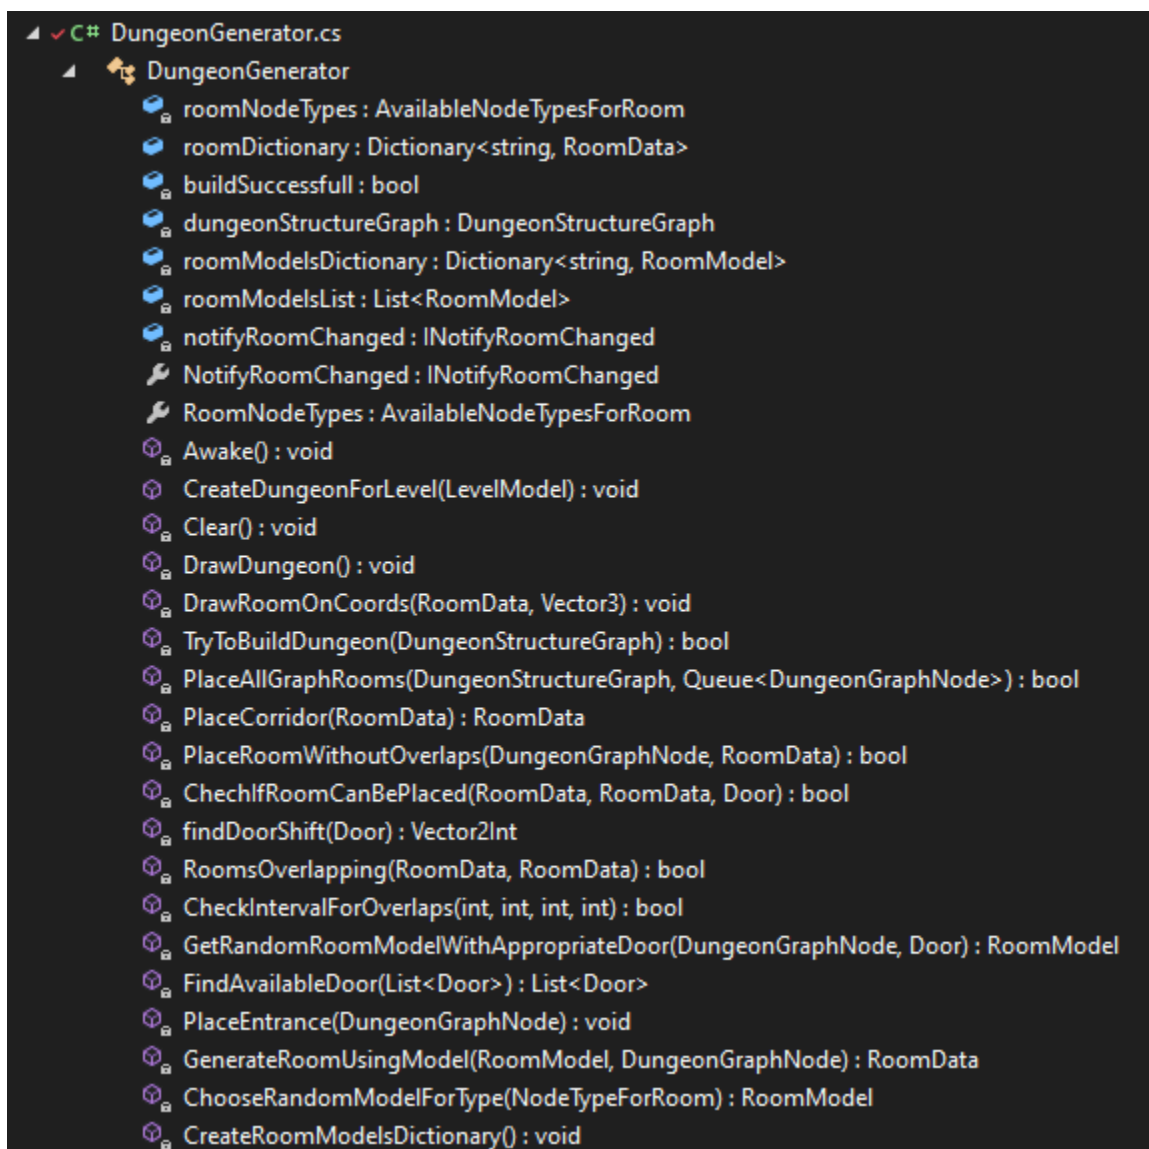 C# DungeonGenerator.cs
DungeonGenerator
roomNodeTypes : AvailableNodeTypesForRoom
roomDictionary : Dictionary<string, RoomData>
buildSuccessfull : bool
dungeonStructureGraph : DungeonStructureGraph
roomModelsDictionary : Dictionary<string, RoomModel>
roomModelsList : List<RoomModel>
notifyRoomChanged : INotifyRoomChanged
NotifyRoomChanged : INotifyRoomChanged
RoomNodeTypes : AvailableNodeTypesForRoom
Awake() : void
CreateDungeonForLevel(LevelModel) : void
Clear() : void
DrawDungeon() : void
DrawRoomOnCoords(RoomData, Vector3) : void
TryToBuildDungeon(DungeonStructureGraph) : bool
PlaceAllGraphRooms(DungeonStructureGraph, Queue<DungeonGraphNode>) : bool
PlaceCorridor(RoomData) : RoomData
PlaceRoomWithoutOverlaps(DungeonGraphNode, RoomData) : bool
ChechIfRoomCanBePlaced(RoomData, RoomData, Door) : bool
findDoorShift(Door) : Vector2Int
RoomsOverlapping(RoomData, RoomData) : bool
CheckIntervalForOverlaps(int, int, int, int) : bool
GetRandomRoomModelWithAppropriateDoor(DungeonGraphNode, Door) : RoomModel
FindAvailableDoor(List<Door>) : List<Door>
PlaceEntrance(DungeonGraphNode) : void
GenerateRoomUsingModel(RoomModel, DungeonGraphNode) : RoomData
ChooseRandomModelForType(NodeTypeForRoom) : RoomModel
CreateRoomModelsDictionary() : void